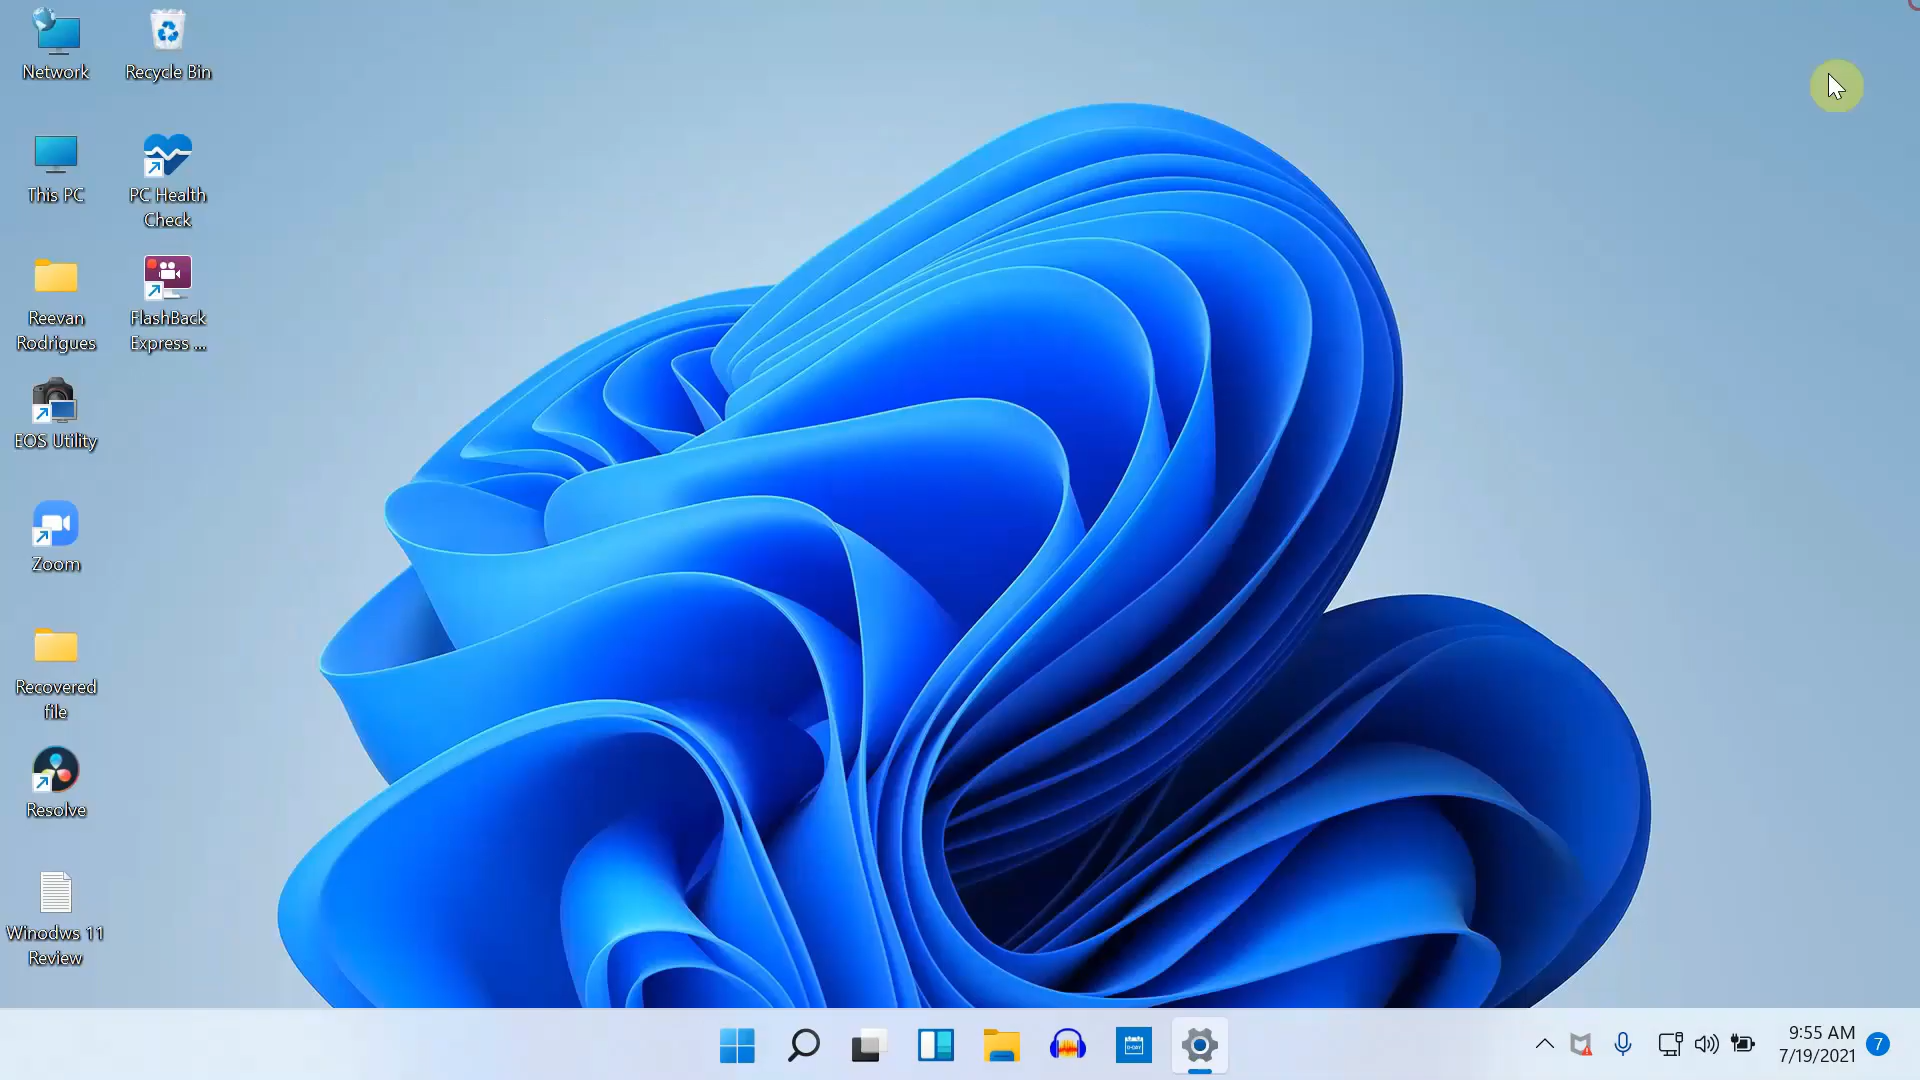 Network
Recycle Bin
This PC
PC Health
Check
Reevan
Rodrigues
FlashBack
Express ...
EOS Utility
Zoom
Recovered
file
Resolve
Winodws 11
Review
D-DAY
9:55 AM
7/19/2021
7